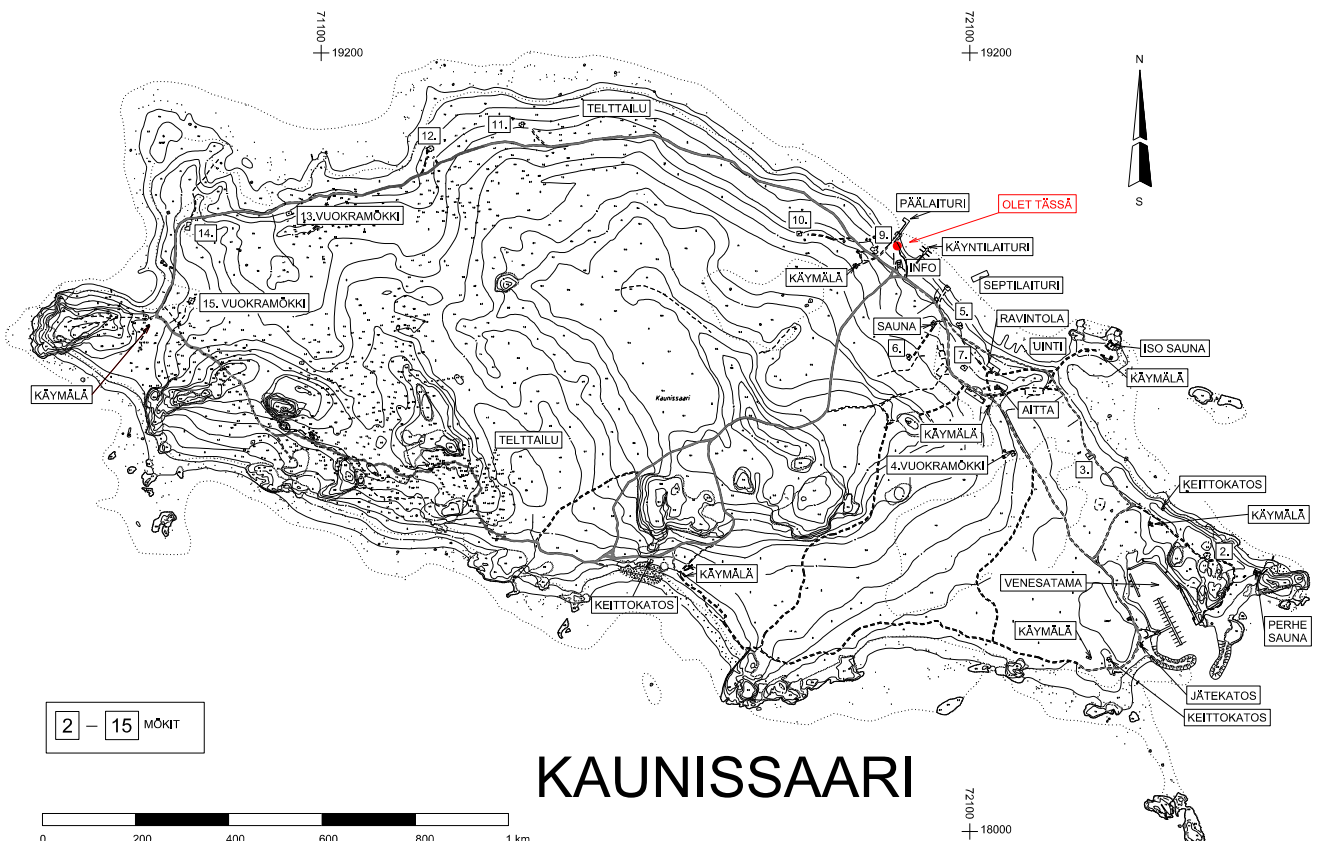 71100
19200
72100
19200
N
S
TELTTAILU
11.
12.
13.VUOKRAMÖKKI
14.
15. VUOKRAMÖKKI
KÄYMÄLÄ
10.
9.
PÄÄLAITURI
OLET TÄSSÄ
KÄYNTILAITURI
INFO
KÄYMÄLÄ
SEPTILAITURI
5.
RAVINTOLA
SAUNA
6.
7.
UINTI
ISO SAUNA
KÄYMÄLÄ
AITTA
KÄYMÄLÄ
4.VUOKRAMÖKKI
Kaunissaari
TELTTAILU
3.
KEITTOKATOS
KÄYMÄLÄ
2.
VENESATAMA
PERHE
SAUNA
KÄYMÄLÄ
KEITTOKATOS
KÄYMÄLÄ
JÄTEKATOS
KEITTOKATOS
2 – 15 MÖKIT
KAUNISSAARI
72100
18000
0 200 400 600 800 1 km